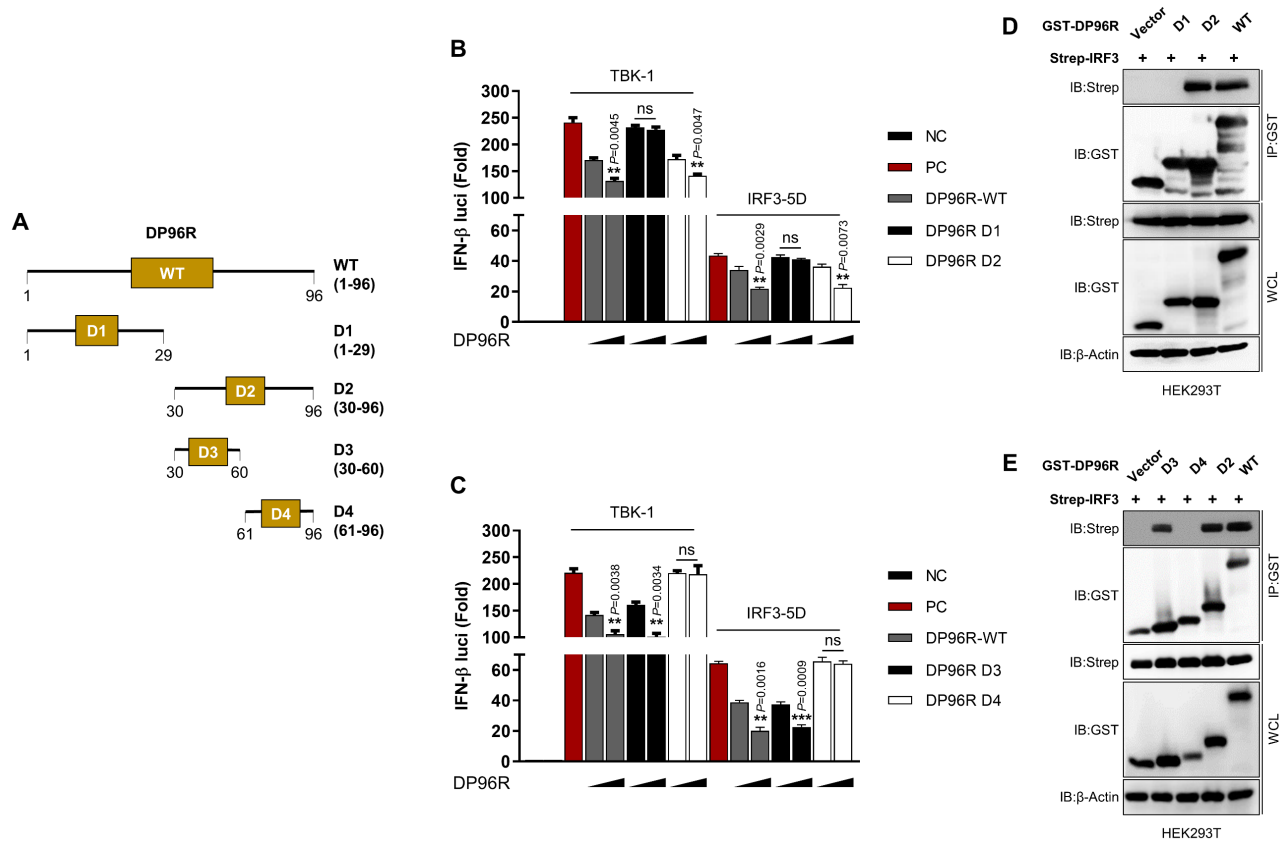 A
DP96R
WT
1
96
WT
(1-96)
D1
1
29
D1
(1-29)
D2
30
96
D2
(30-96)
D3
30
60
D3
(30-60)
D4
61
96
D4
(61-96)
B
TBK-1
IRF3-5D
IFN-β luci (Fold)
300
250
200
150
100
60
40
20
0
** P=0.0045
ns
** P=0.0047
** P=0.0029
ns
** P=0.0073
DP96R
NC
PC
DP96R-WT
DP96R D1
DP96R D2
C
TBK-1
IRF3-5D
IFN-β luci (Fold)
300
250
200
150
100
60
40
20
0
** P=0.0038
** P=0.0034
ns
** P=0.0016
*** P=0.0009
ns
DP96R
NC
PC
DP96R-WT
DP96R D3
DP96R D4
D
GST-DP96R Vector D1 D2 WT
Strep-IRF3 + + + +
IB:Strep
IB:GST
IP:GST
IB:Strep
IB:GST
IB:β-Actin
WCL
HEK293T
E
GST-DP96R Vector D3 D4 D2 WT
Strep-IRF3 + + + + +
IB:Strep
IB:GST
IP:GST
IB:Strep
IB:GST
IB:β-Actin
WCL
HEK293T